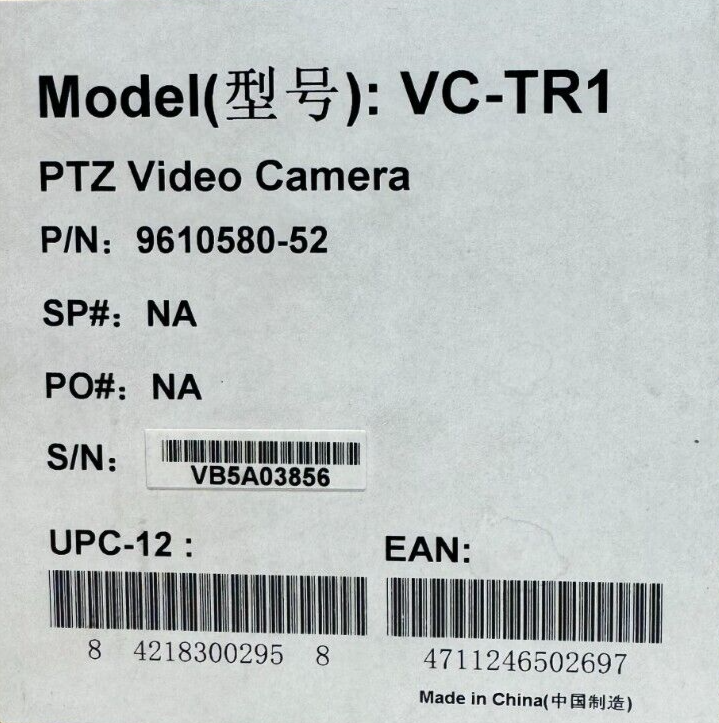 Model(型号): VC-TR1
PTZ Video Camera
P/N: 9610580-52
SP#: NA
PO#: NA
S/N:
VB5A03856
UPC-12 :
8 4218300295 8
EAN:
4711246502697
Made in China(中国制造)